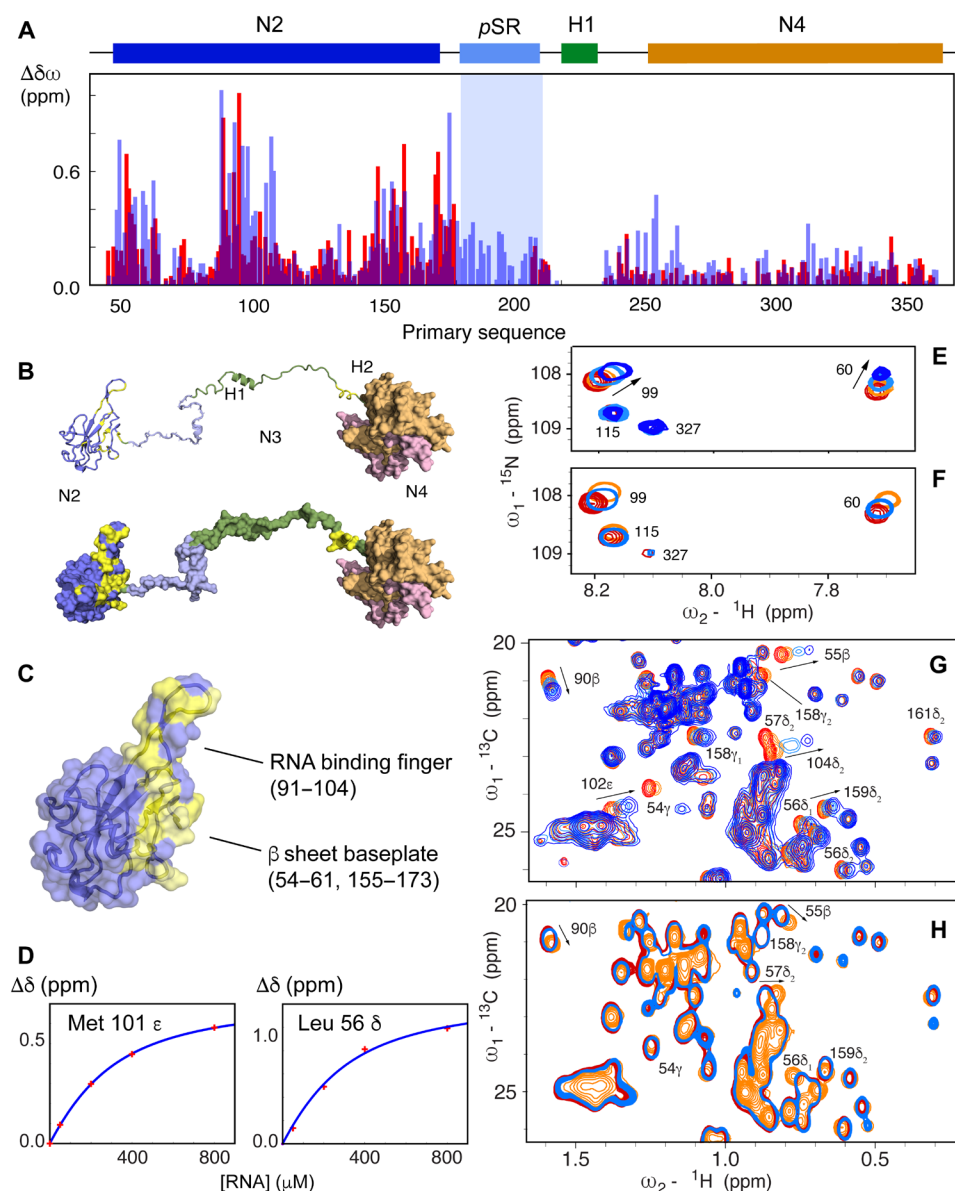 A
N2
pSR
H1
N4
Δδω
(ppm)
0.6
0.0
50
100
150
200
250
300
350
Primary sequence
B
H1
H2
N3
N2
N4
C
RNA binding finger
(91–104)
β sheet baseplate
(54–61, 155–173)
D
Δδ (ppm)
0.5
Met 101 ε
0.0
400
800
Δδ (ppm)
1.0
Leu 56 δ
0.0
400
800
[RNA] (μM)
E
108
99
60
109
115
327
F
108
99
60
115
109
327
ω1 - 15N (ppm)
8.2
8.0
7.8
ω2 - 1H (ppm)
G
20
90β
55β
158γ2
57δ2
161δ2
158γ1
104δ2
102ε
54γ
56δ1
159δ2
25
56δ2
ω1 - 13C (ppm)
H
20
90β
55β
158γ2
57δ2
54γ
56δ1
159δ2
25
ω1 - 13C (ppm)
1.5
1.0
0.5
ω2 - 1H (ppm)